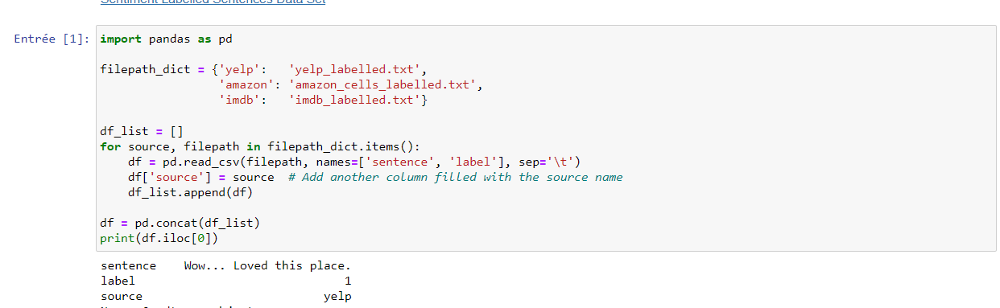 Sentiment Labelled Sentences Data Set
Entrée [1]: import pandas as pd
filepath_dict = {'yelp':   'yelp_labelled.txt',
                 'amazon': 'amazon_cells_labelled.txt',
                 'imdb':   'imdb_labelled.txt'}
df_list = []
for source, filepath in filepath_dict.items():
    df = pd.read_csv(filepath, names=['sentence', 'label'], sep='\t')
    df['source'] = source  # Add another column filled with the source name
    df_list.append(df)
df = pd.concat(df_list)
print(df.iloc[0])
sentence    Wow... Loved this place.
label                              1
source                          yelp